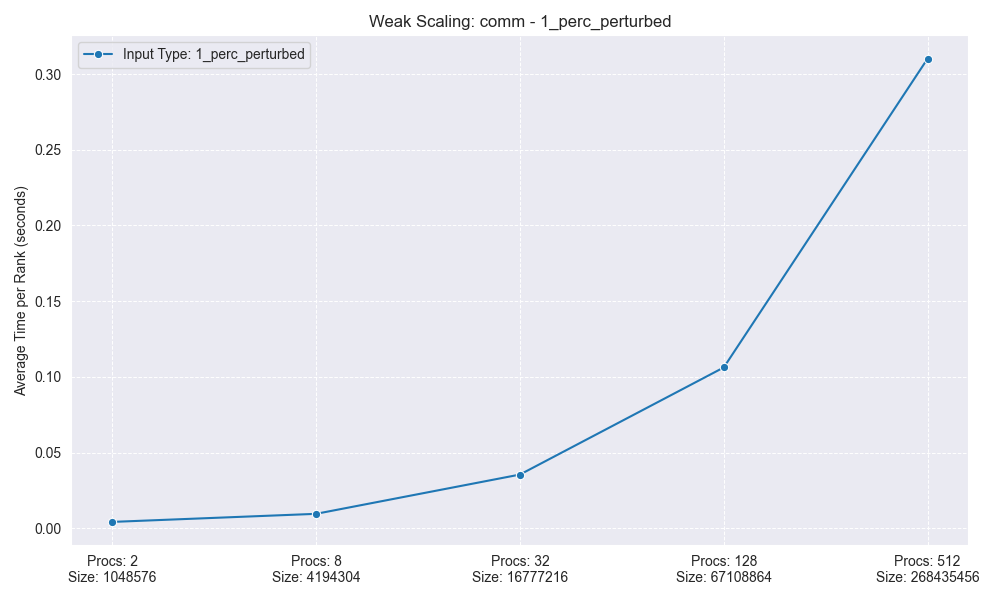 Weak Scaling: comm - 1_perc_perturbed
Input Type: 1_perc_perturbed
Average Time per Rank (seconds)
0.30
0.25
0.20
0.15
0.10
0.05
0.00
Procs: 2
Size: 1048576
Procs: 8
Size: 4194304
Procs: 32
Size: 16777216
Procs: 128
Size: 67108864
Procs: 512
Size: 268435456